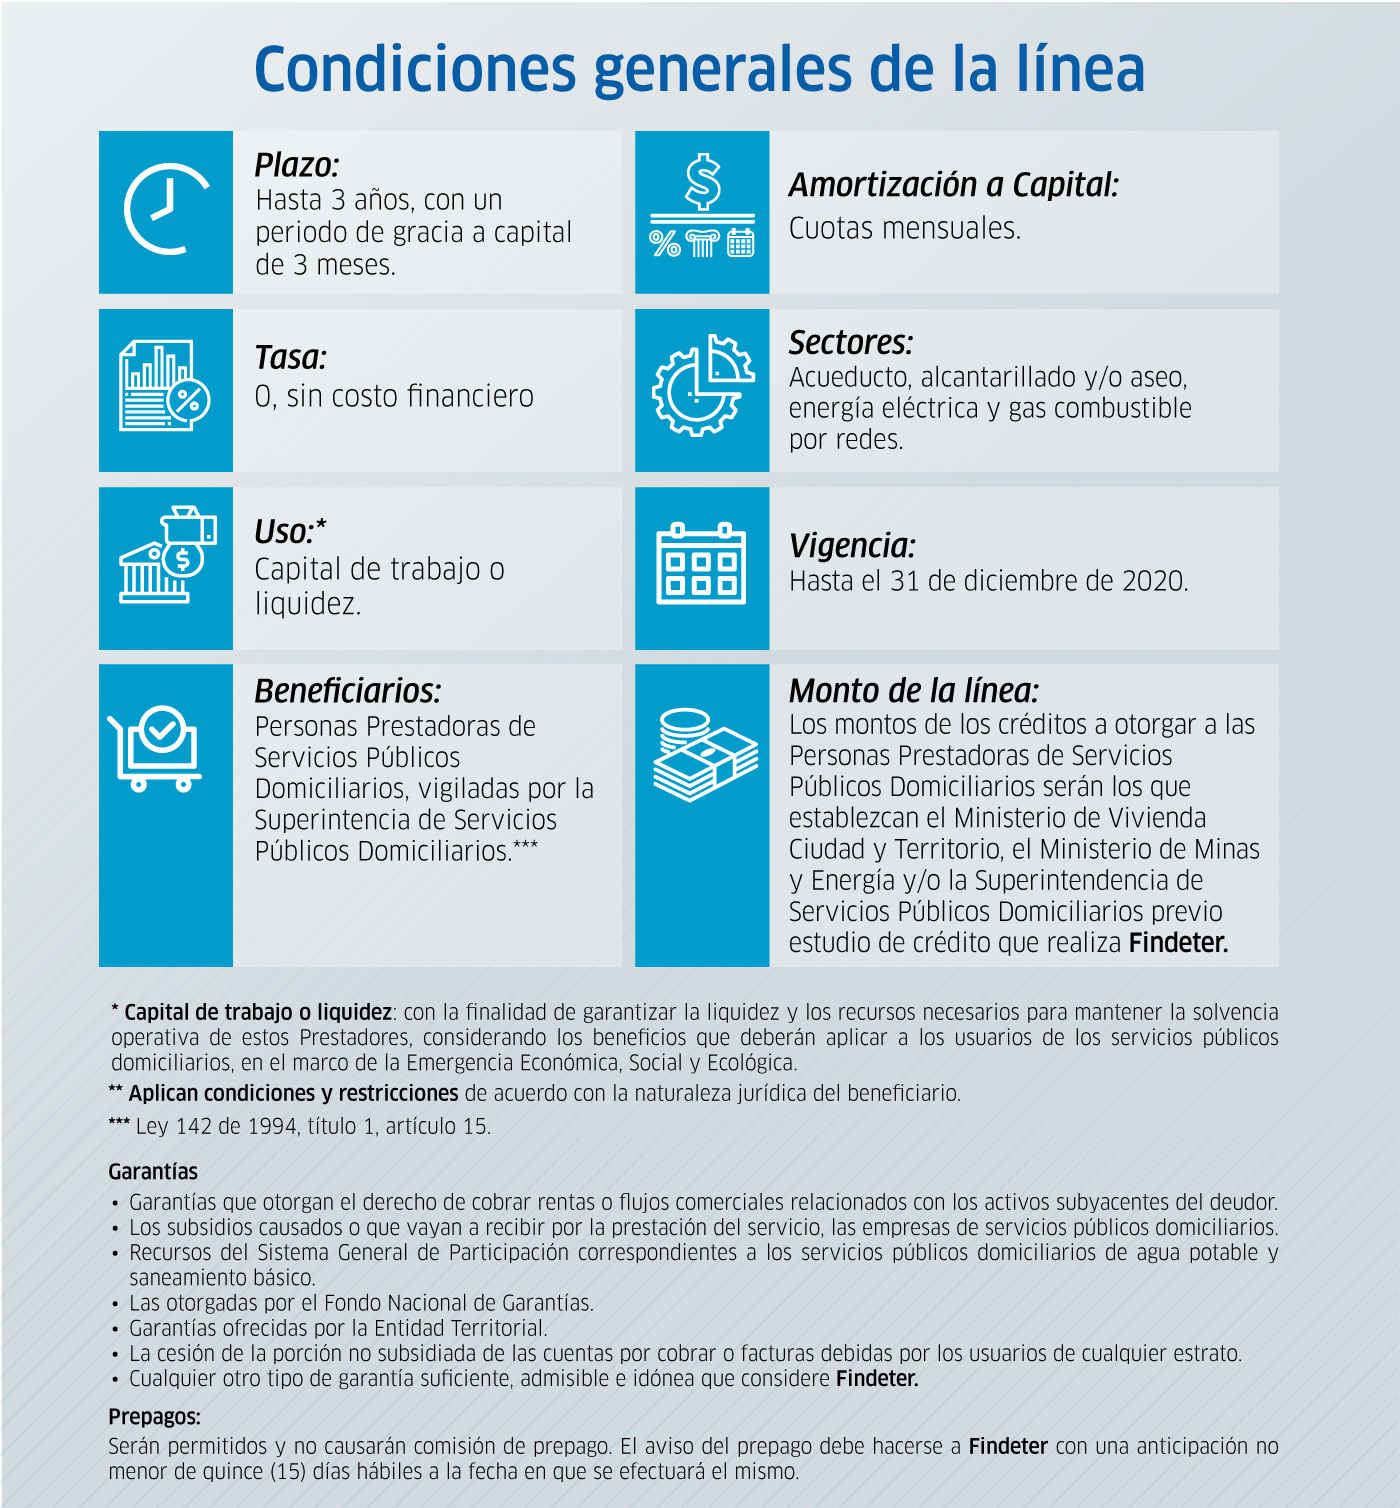 Condiciones generales de la línea
Plazo:
Hasta 3 años, con un
periodo de gracia a capital
de 3 meses.
Amortización a Capital:
Cuotas mensuales.
Tasa:
0, sin costo financiero
Sectores:
Acueducto, alcantarillado y/o aseo,
energía eléctrica y gas combustible
por redes.
Uso:*
Capital de trabajo o
liquidez.
Vigencia:
Hasta el 31 de diciembre de 2020.
Beneficiarios:
Personas Prestadoras de
Servicios Públicos
Domiciliarios, vigiladas por la
Superintencia de Servicios
Públicos Domiciliarios.***
Monto de la línea:
Los montos de los créditos a otorgar a las
Personas Prestadoras de Servicios
Públicos Domiciliarios serán los que
establezcan el Ministerio de Vivienda
Ciudad y Territorio, el Ministerio de Minas
y Energía y/o la Superintendencia de
Servicios Públicos Domiciliarios previo
estudio de crédito que realiza Findeter.
* Capital de trabajo o liquidez: con la finalidad de garantizar la liquidez y los recursos necesarios para mantener la solvencia
operativa de estos Prestadores, considerando los beneficios que deberán aplicar a los usuarios de los servicios públicos
domiciliarios, en el marco de la Emergencia Económica, Social y Ecológica.
** Aplican condiciones y restricciones de acuerdo con la naturaleza jurídica del beneficiario.
*** Ley 142 de 1994, título 1, artículo 15.
Garantías
• Garantías que otorgan el derecho de cobrar rentas o flujos comerciales relacionados con los activos subyacentes del deudor.
• Los subsidios causados o que vayan a recibir por la prestación del servicio, las empresas de servicios públicos domiciliarios.
• Recursos del Sistema General de Participación correspondientes a los servicios públicos domiciliarios de agua potable y
saneamiento básico.
• Las otorgadas por el Fondo Nacional de Garantías.
• Garantías ofrecidas por la Entidad Territorial.
• La cesión de la porción no subsidiada de las cuentas por cobrar o facturas debidas por los usuarios de cualquier estrato.
• Cualquier otro tipo de garantía suficiente, admisible e idónea que considere Findeter.
Prepagos:
Serán permitidos y no causarán comisión de prepago. El aviso del prepago debe hacerse a Findeter con una anticipación no
menor de quince (15) días hábiles a la fecha en que se efectuará el mismo.